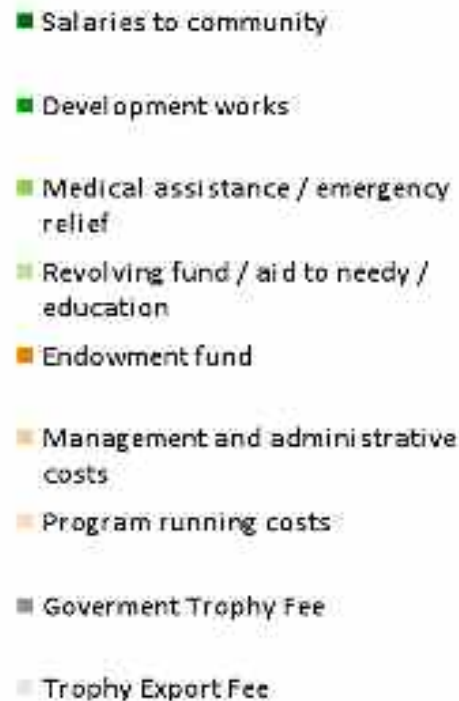 Salaries to community
Development works
Medical assistance / emergency
relief
Revolving fund / aid to needy /
education
Endowment fund
Management and administrative
costs
Program running costs
Goverment Trophy Fee
Trophy Export Fee